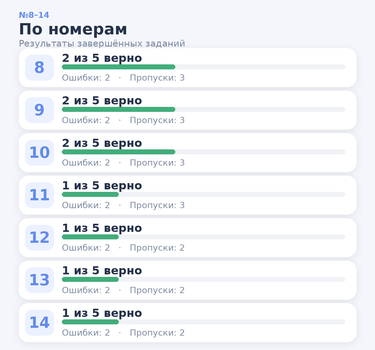 №8–14
По номерам
Результаты завершённых заданий
8
2 из 5 верно
Ошибки: 2 · Пропуски: 3
9
2 из 5 верно
Ошибки: 2 · Пропуски: 3
10
2 из 5 верно
Ошибки: 2 · Пропуски: 3
11
1 из 5 верно
Ошибки: 2 · Пропуски: 3
12
1 из 5 верно
Ошибки: 2 · Пропуски: 2
13
1 из 5 верно
Ошибки: 2 · Пропуски: 2
14
1 из 5 верно
Ошибки: 2 · Пропуски: 2